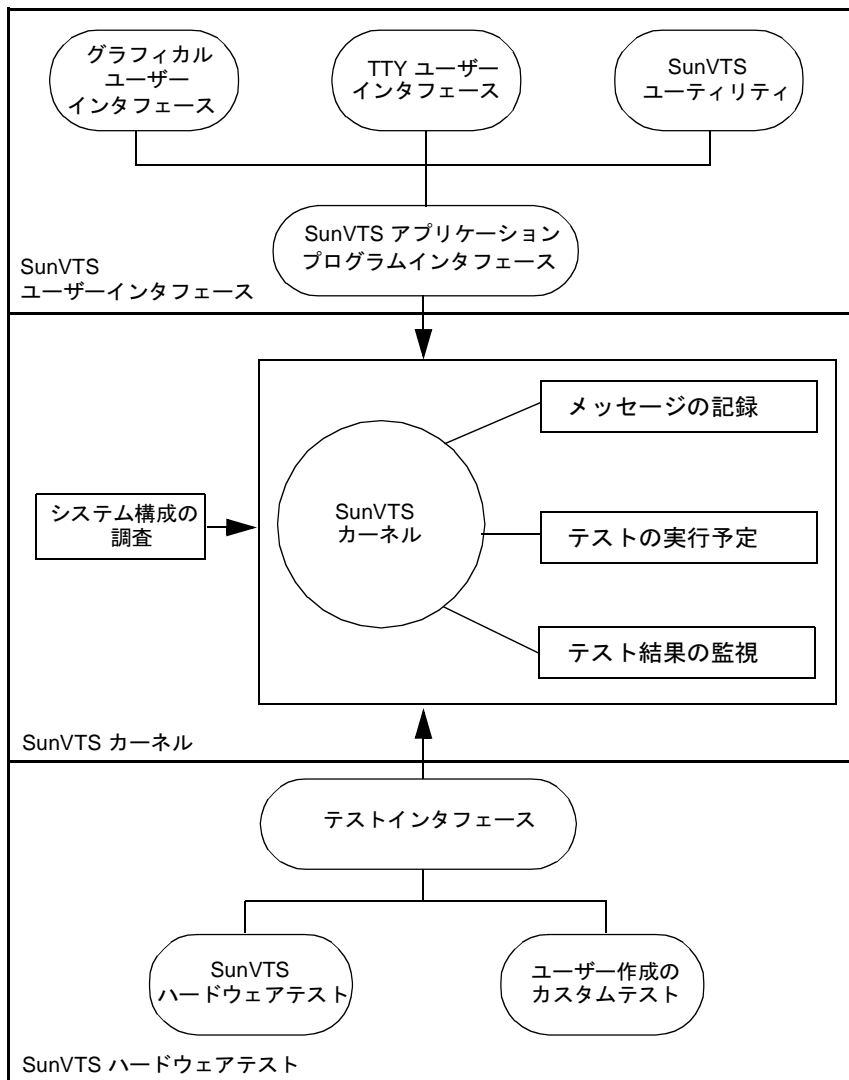 グラフィカル
ユーザー
インタフェース
TTY ユーザー
インタフェース
SunVTS
ユーティリティ
SunVTS アプリケーション
プログラムインタフェース
SunVTS
ユーザーインタフェース
メッセージの記録
システム構成の
調査
SunVTS
カーネル
テストの実行予定
テスト結果の監視
SunVTS カーネル
テストインタフェース
SunVTS
ハードウェアテスト
ユーザー作成の
カスタムテスト
SunVTS ハードウェアテスト